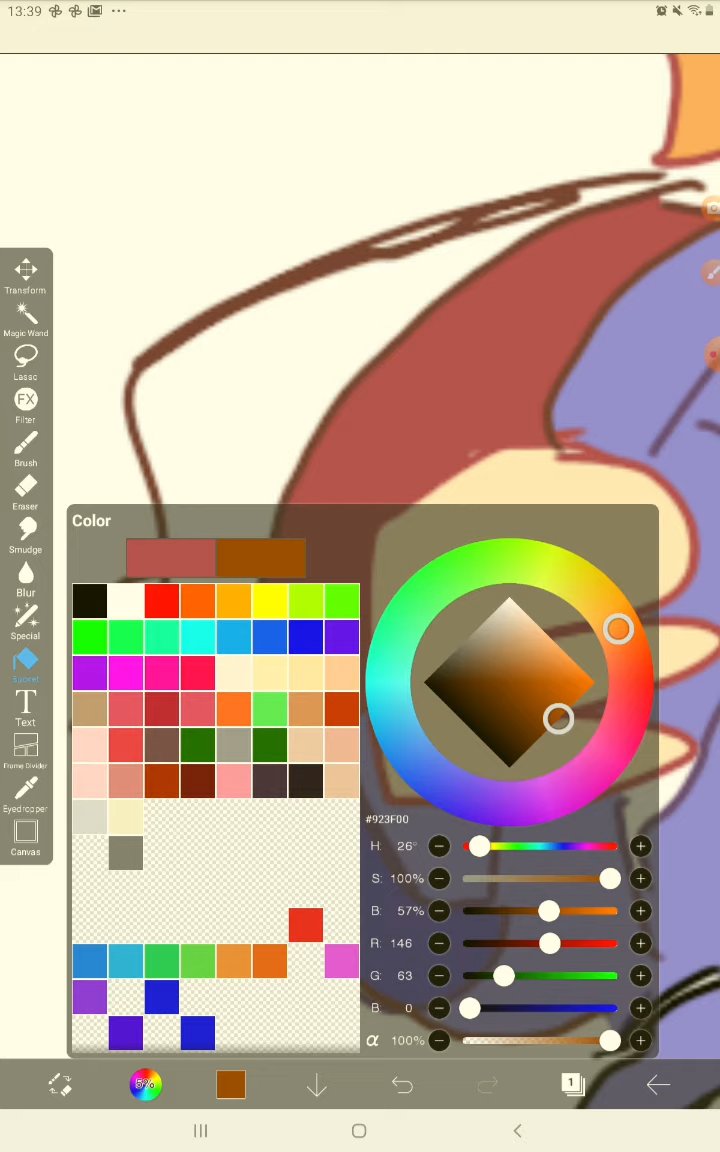 13:39
Transform
Magic Wand
Lasso
FX
Filter
Brush
Eraser
Smudge
Blur
Special
Text
Frame Divider
Eyedropper
Canvas
Color
#923F00
H: 26°
S: 100%
B: 57%
R: 146
G: 63
B: 0
α 100%
1